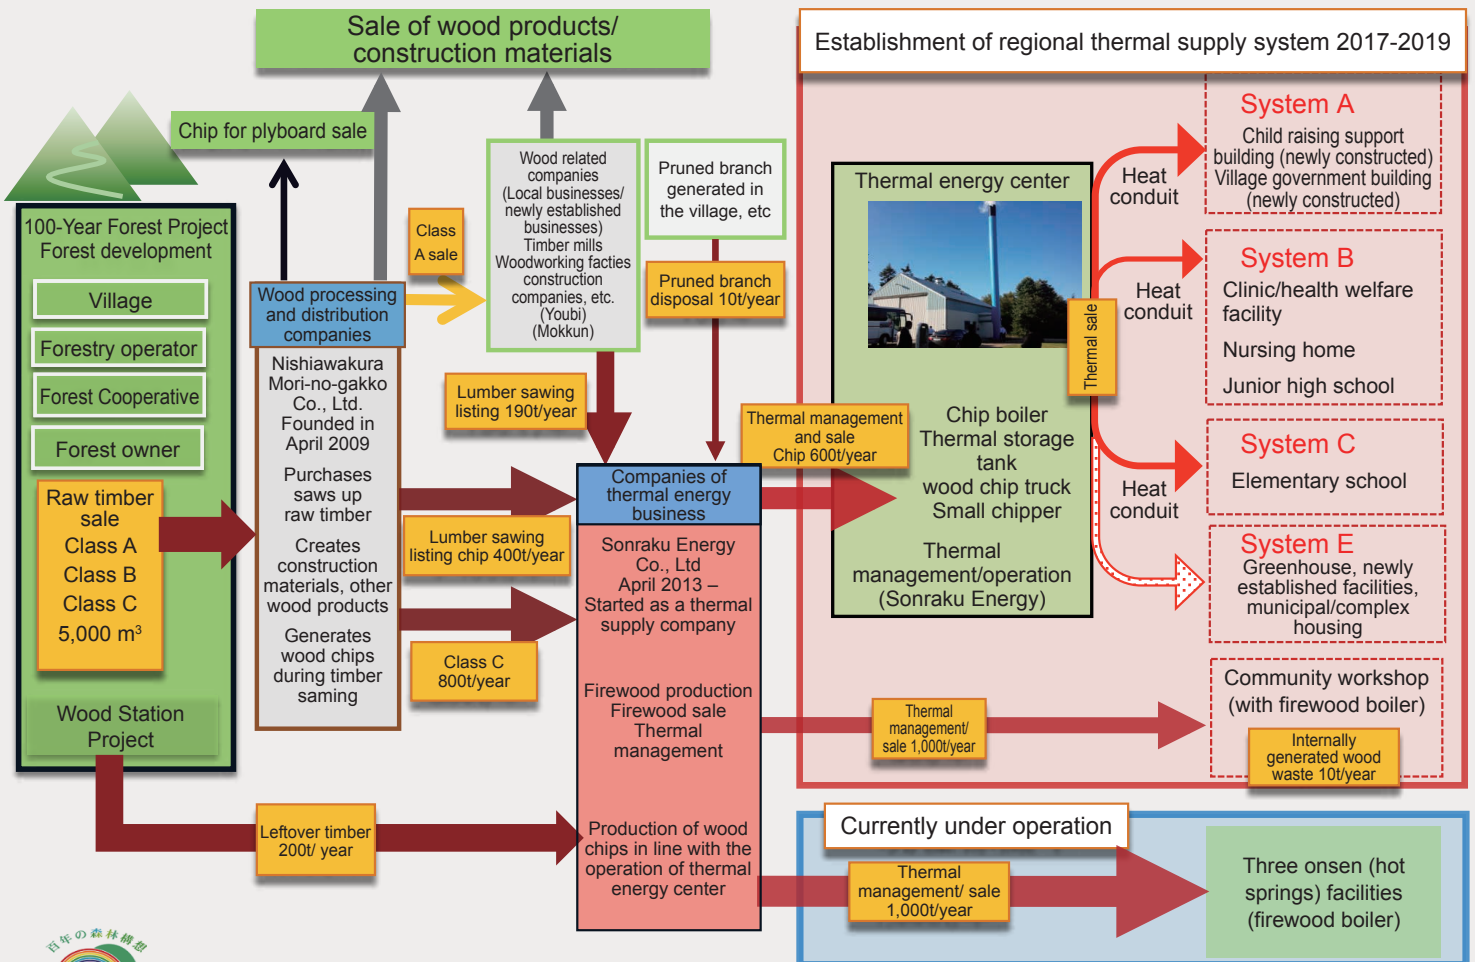 Sale of wood products/
construction materials
Chip for plyboard sale
100-Year Forest Project
Forest development
Village
Forestry operator
Forest Cooperative
Forest owner
Raw timber
sale
Class A
Class B
Class C
5,000 m³
Wood Station
Project
Wood processing
and distribution
companies
Nishiawakura
Mori-no-gakko
Co., Ltd.
Founded in
April 2009
Purchases
saws up
raw timber
Creates
construction
materials, other
wood products
Generates
wood chips
during timber
saming
Class
A sale
Wood related
companies
(Local businesses/
newly established
businesses)
Timber mills
Woodworking facties
construction
companies, etc.
(Youbi)
(Mokkun)
Pruned branch
generated in
the village, etc
Pruned branch
disposal 10t/year
Lumber sawing
listing 190t/year
Lumber sawing
listing chip 400t/year
Class C
800t/year
Leftover timber
200t/ year
Companies of
thermal energy
business
Sonraku Energy
Co., Ltd
April 2013 –
Started as a thermal
supply company
Firewood production
Firewood sale
Thermal
management
Production of wood
chips in line with the
operation of thermal
energy center
Establishment of regional thermal supply system 2017-2019
Thermal management
and sale
Chip 600t/year
Thermal energy center
Chip boiler
Thermal storage
tank
wood chip truck
Small chipper
Thermal
management/operation
(Sonraku Energy)
Thermal sale
Heat
conduit
Heat
conduit
Heat
conduit
System A
Child raising support
building (newly constructed)
Village government building
(newly constructed)
System B
Clinic/health welfare
facility
Nursing home
Junior high school
System C
Elementary school
System E
Greenhouse, newly
established facilities,
municipal/complex
housing
Thermal
management/
sale 1,000t/year
Community workshop
(with firewood boiler)
Internally
generated wood
waste 10t/year
Currently under operation
Thermal
management/ sale
1,000t/year
Three onsen (hot
springs) facilities
(firewood boiler)
百年の森林構想